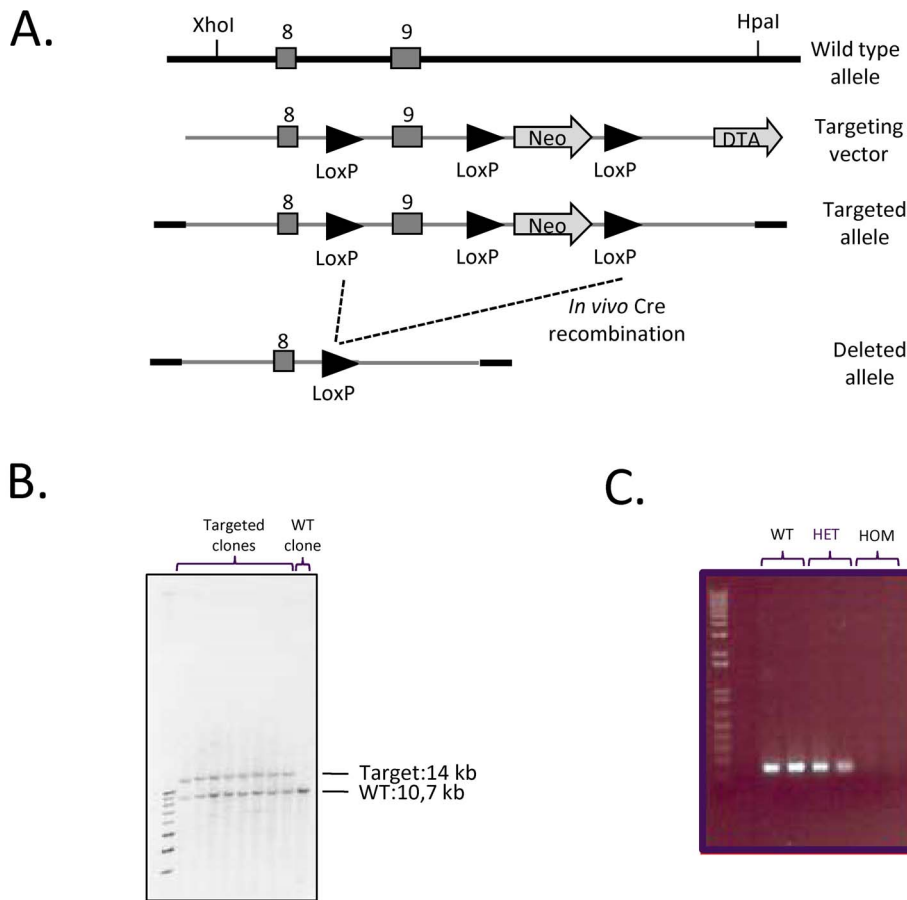 A.
XhoI
8
9
HpaI
Wild type
allele
8
9
Neo
DTA
LoxP
LoxP
LoxP
Targeting
vector
8
9
Neo
LoxP
LoxP
LoxP
Targeted
allele
In vivo Cre
recombination
8
LoxP
Deleted
allele
B.
Targeted
clones
WT
clone
Target:14 kb
WT:10,7 kb
C.
WT
HET
HOM